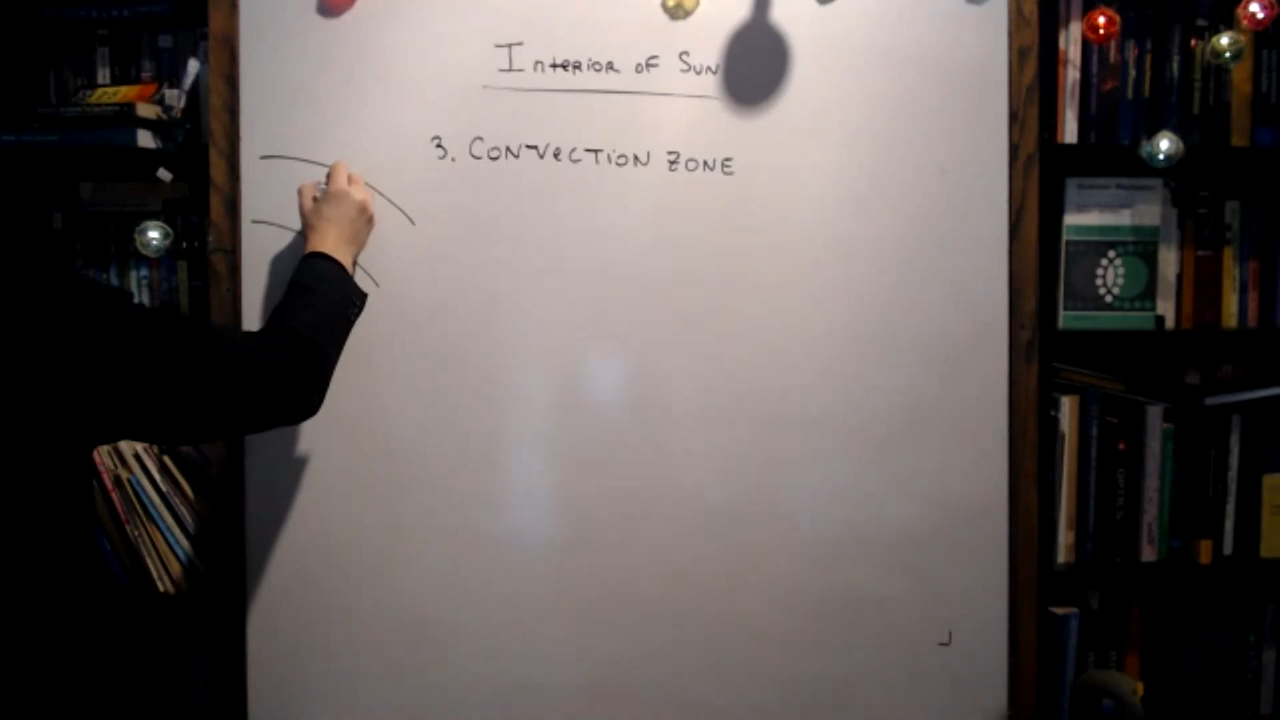 Interior of Sun
3. Convection Zone